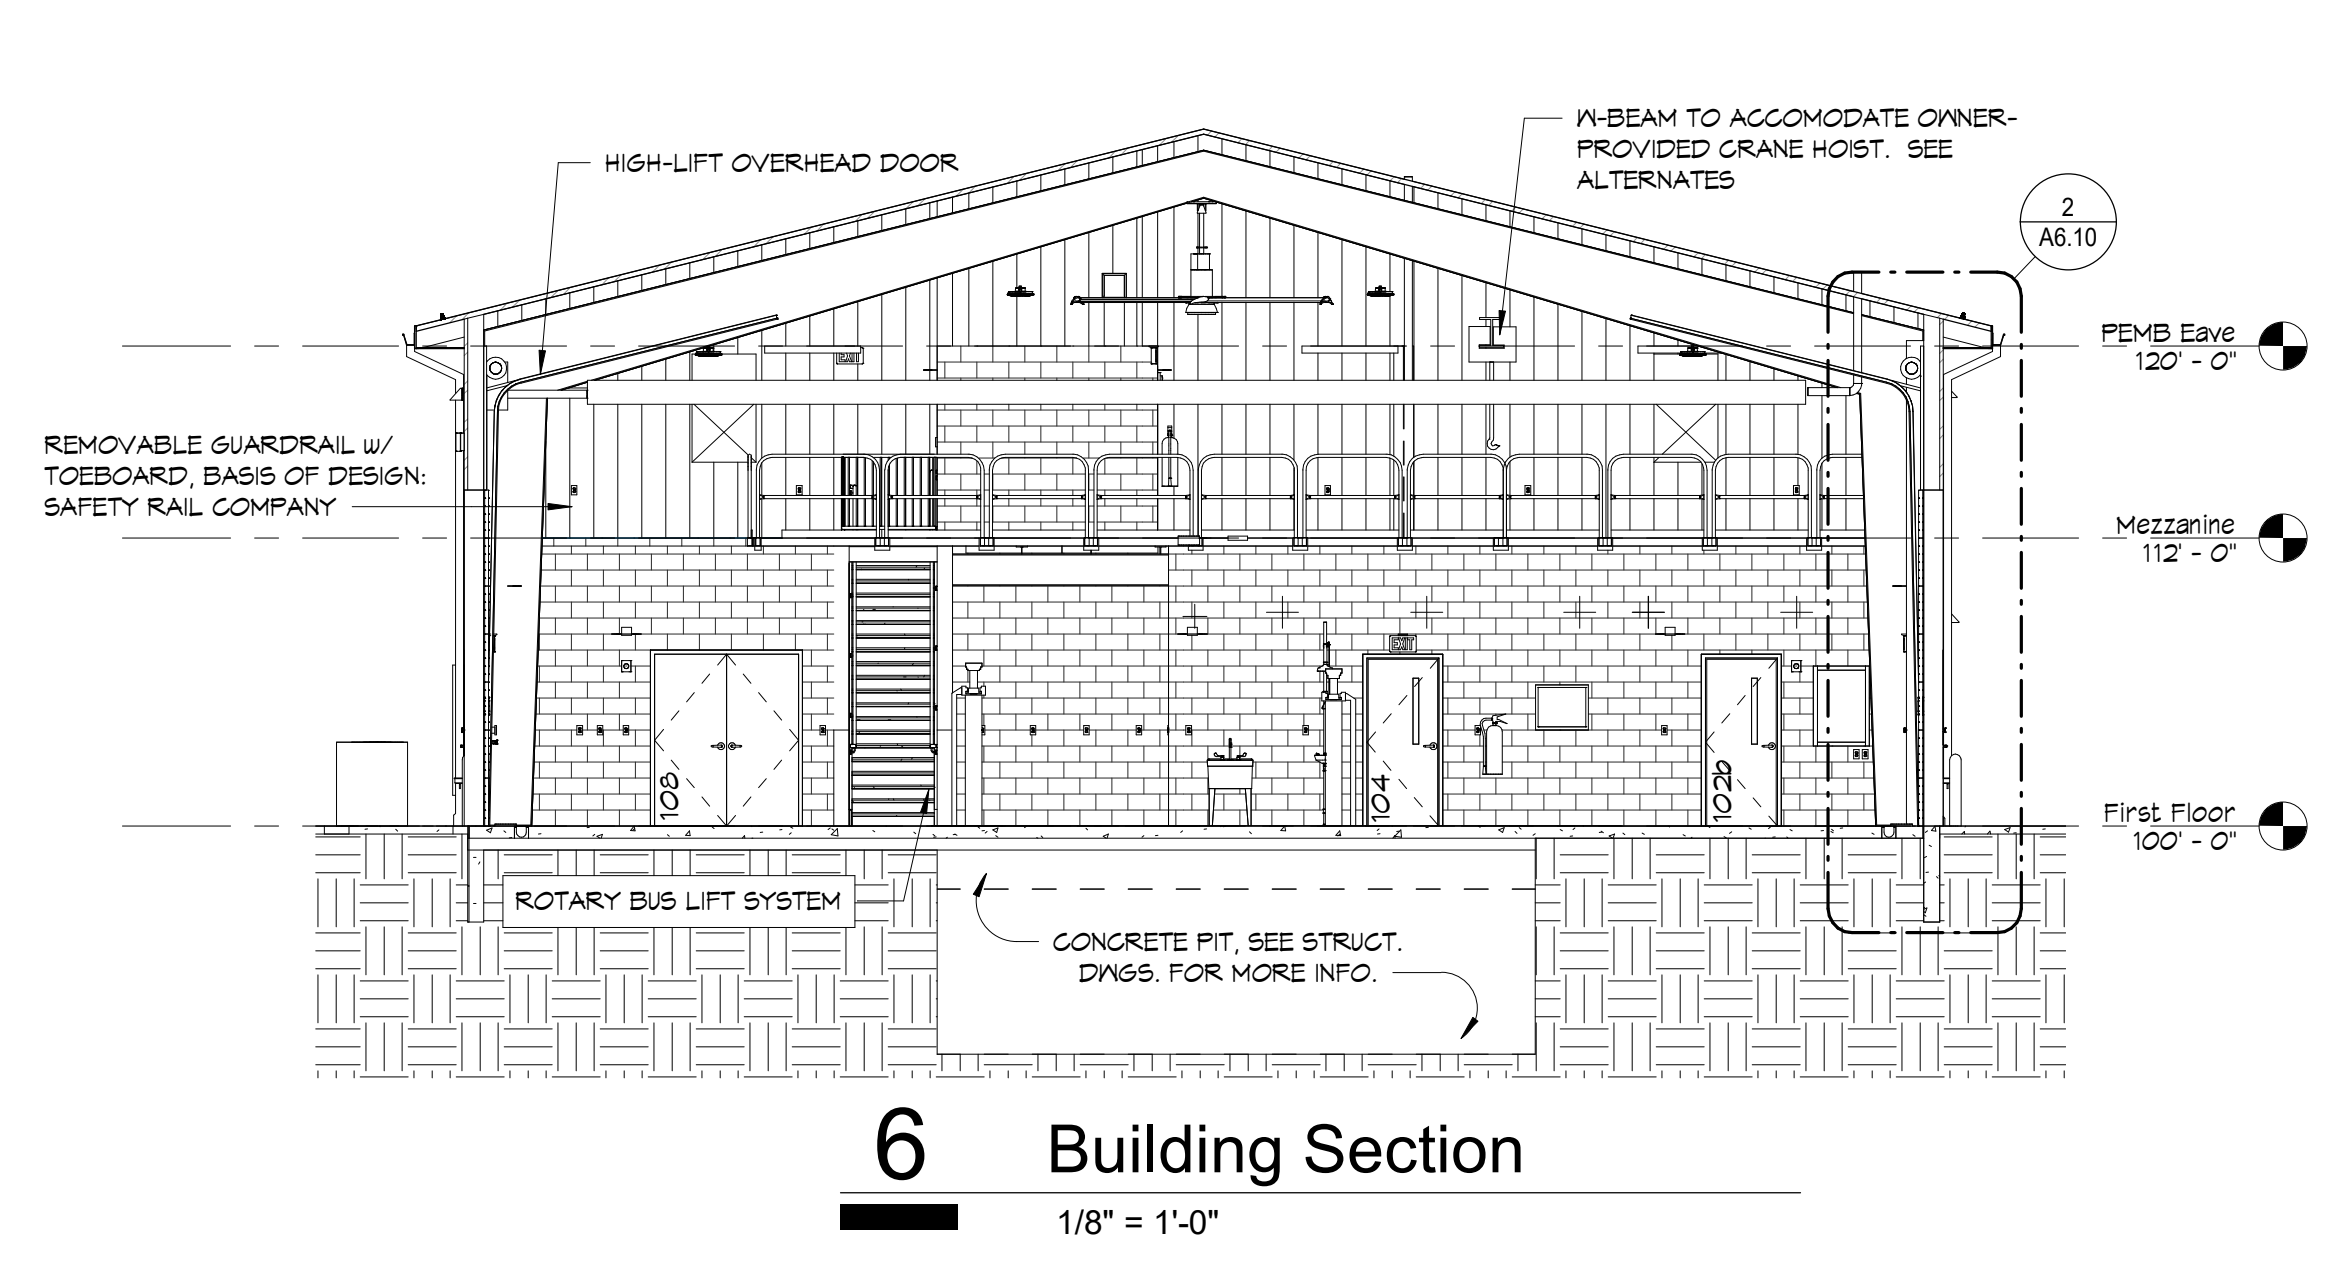 HIGH-LIFT OVERHEAD DOOR
W-BEAM TO ACCOMODATE OWNER-
PROVIDED CRANE HOIST.  SEE
ALTERNATES
2
A6.10
PEMB Eave
120' - 0"
EXIT
REMOVABLE GUARDRAIL w/
TOEBOARD, BASIS OF DESIGN:
SAFETY RAIL COMPANY
Mezzanine
112' - 0"
EXIT
108
104
102b
First Floor
100' - 0"
ROTARY BUS LIFT SYSTEM
CONCRETE PIT, SEE STRUCT.
DWGS. FOR MORE INFO.
6
Building Section
1/8" = 1'-0"